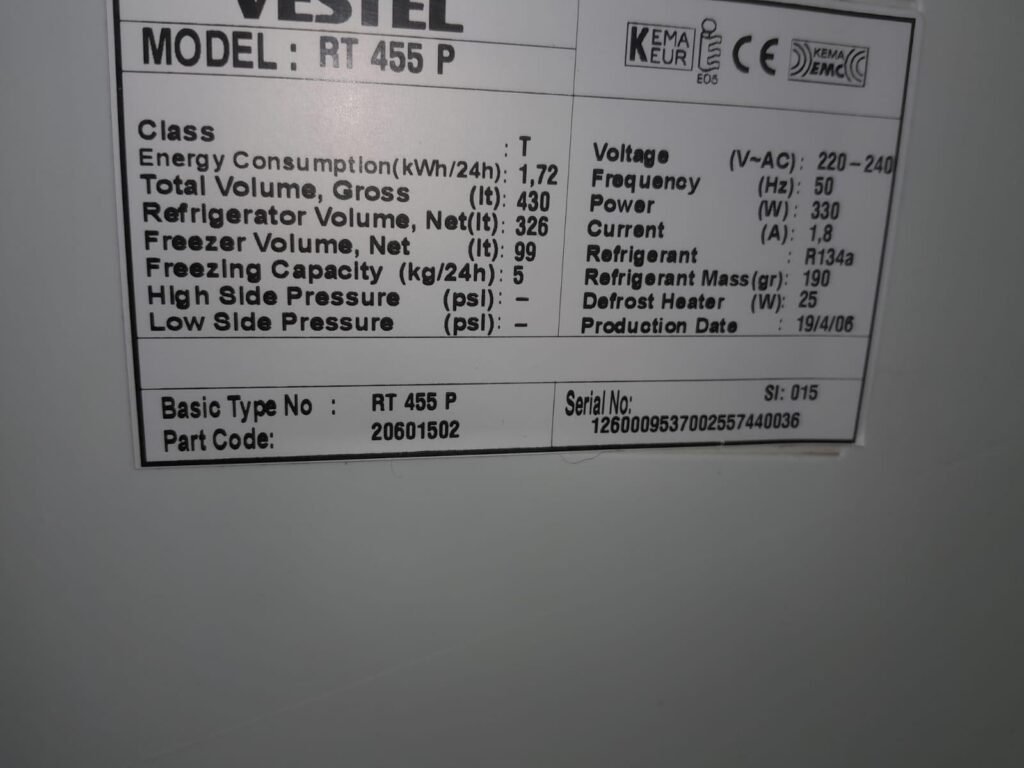 VESTEL
MODEL : RT 455 P
KEMA EUR
E05
CE
KEMA EMC
Class : T
Energy Consumption(kWh/24h): 1,72
Total Volume, Gross (lt): 430
Refrigerator Volume, Net(lt): 326
Freezer Volume, Net (lt): 99
Freezing Capacity (kg/24h): 5
High Side Pressure (psi): –
Low Side Pressure (psi): –
Voltage (V~AC): 220–240
Frequency (Hz): 50
Power (W): 330
Current (A): 1,8
Refrigerant : R134a
Refrigerant Mass(gr): 190
Defrost Heater (W): 25
Production Date : 19/4/06
Basic Type No : RT 455 P
Part Code: 20601502
SI: 015
Serial No:
1260009537002557440036